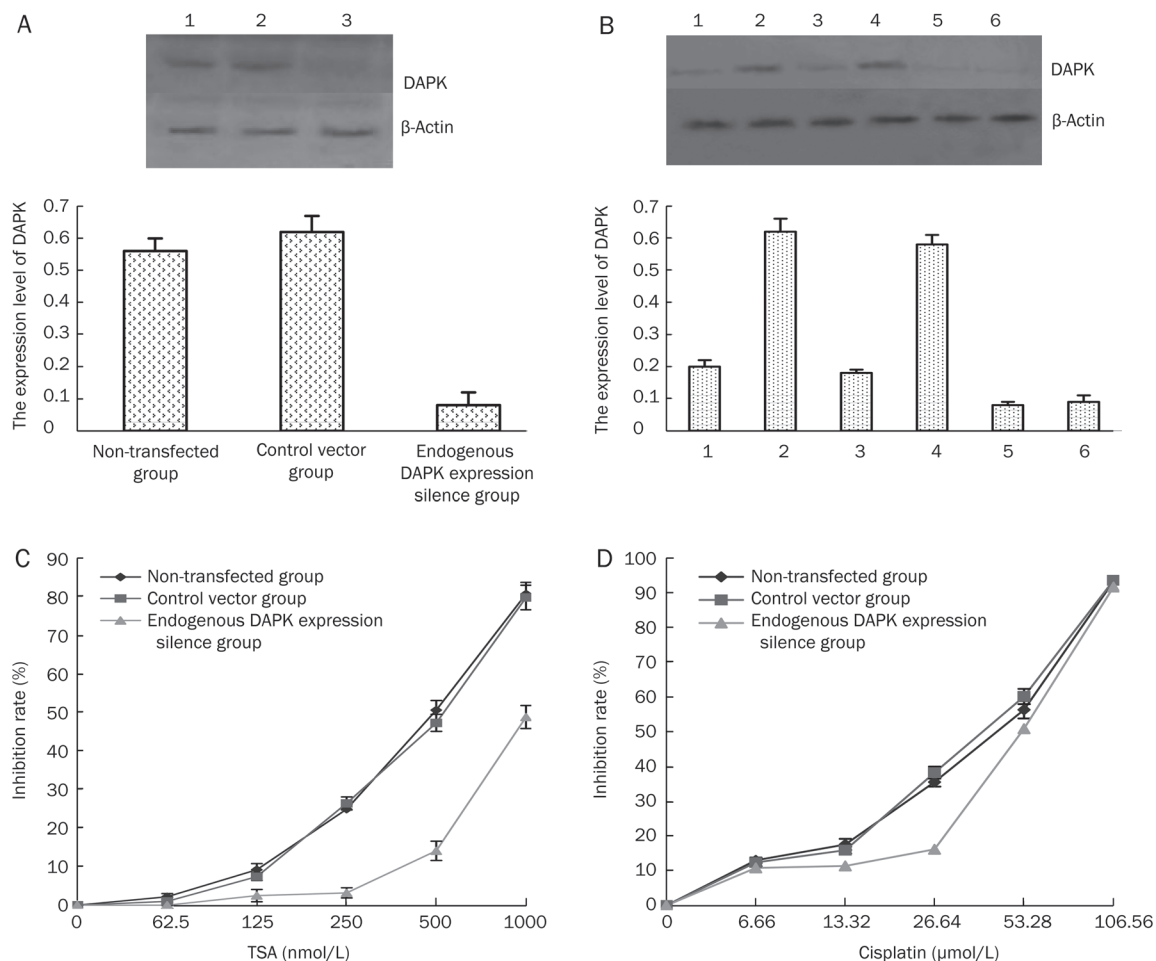 A
1 2 3
DAPK
β-Actin
The expression level of DAPK
0.7
0.6
0.5
0.4
0.3
0.2
0.1
0
Non-transfected
group
Control vector
group
Endogenous
DAPK expression
silence group
B
1 2 3 4 5 6
DAPK
β-Actin
The expression level of DAPK
0.7
0.6
0.5
0.4
0.3
0.2
0.1
0
1 2 3 4 5 6
C
Inhibition rate (%)
90
80
70
60
50
40
30
20
10
0
Non-transfected group
Control vector group
Endogenous DAPK expression
silence group
0 62.5 125 250 500 1000
TSA (nmol/L)
D
Inhibition rate (%)
100
90
80
70
60
50
40
30
20
10
0
Non-transfected group
Control vector group
Endogenous DAPK expression
silence group
0 6.66 13.32 26.64 53.28 106.56
Cisplatin (μmol/L)